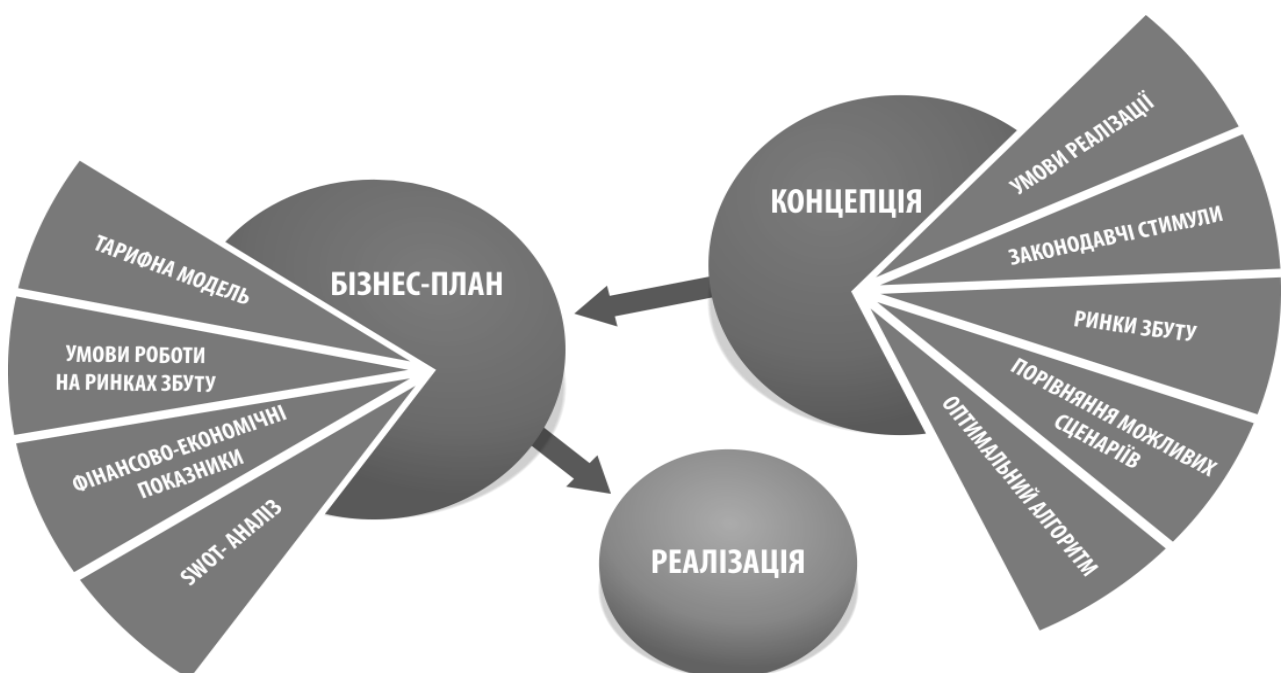 КОНЦЕПЦІЯ
УМОВИ РЕАЛІЗАЦІЇ
ЗАКОНОДАВЧІ СТИМУЛИ
РИНКИ ЗБУТУ
ПОРІВНЯННЯ МОЖЛИВИХ
СЦЕНАРІЇВ
ОПТИМАЛЬНИЙ АЛГОРИТМ
БІЗНЕС-ПЛАН
ТАРИФНА МОДЕЛЬ
УМОВИ РОБОТИ
НА РИНКАХ ЗБУТУ
ФІНАНСОВО-ЕКОНОМІЧНІ
ПОКАЗНИКИ
SWOT- АНАЛІЗ
РЕАЛІЗАЦІЯ